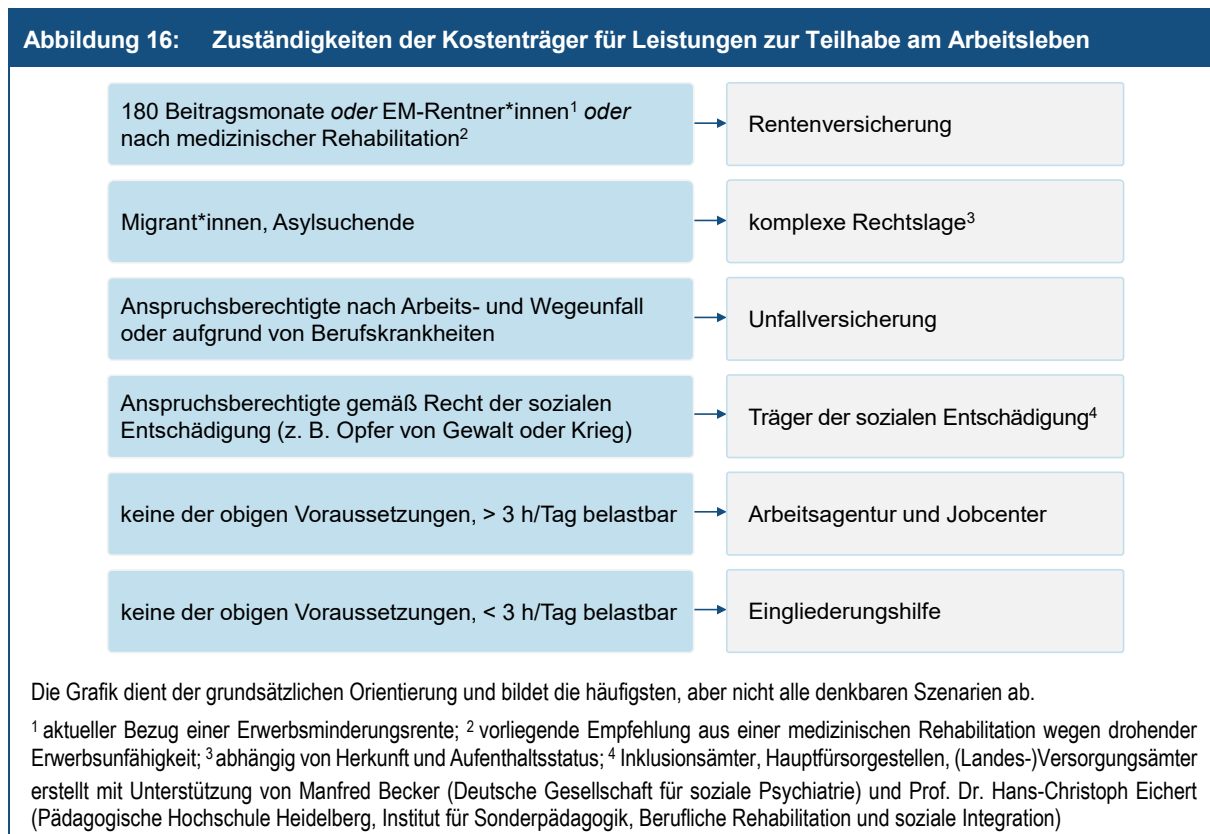 Abbildung 16: Zuständigkeiten der Kostenträger für Leistungen zur Teilhabe am Arbeitsleben
180 Beitragsmonate oder EM-Rentner*innen¹ oder
nach medizinischer Rehabilitation²
Rentenversicherung
Migrant*innen, Asylsuchende
komplexe Rechtslage³
Anspruchsberechtigte nach Arbeits- und Wegeunfall
oder aufgrund von Berufskrankheiten
Unfallversicherung
Anspruchsberechtigte gemäß Recht der sozialen
Entschädigung (z. B. Opfer von Gewalt oder Krieg)
Träger der sozialen Entschädigung⁴
keine der obigen Voraussetzungen, > 3 h/Tag belastbar
Arbeitsagentur und Jobcenter
keine der obigen Voraussetzungen, < 3 h/Tag belastbar
Eingliederungshilfe
Die Grafik dient der grundsätzlichen Orientierung und bildet die häufigsten, aber nicht alle denkbaren Szenarien ab.
¹ aktueller Bezug einer Erwerbsminderungsrente; ² vorliegende Empfehlung aus einer medizinischen Rehabilitation wegen drohender
Erwerbsunfähigkeit; ³ abhängig von Herkunft und Aufenthaltsstatus; ⁴ Inklusionsämter, Hauptfürsorgestellen, (Landes-)Versorgungsämter
erstellt mit Unterstützung von Manfred Becker (Deutsche Gesellschaft für soziale Psychiatrie) und Prof. Dr. Hans-Christoph Eichert
(Pädagogische Hochschule Heidelberg, Institut für Sonderpädagogik, Berufliche Rehabilitation und soziale Integration)